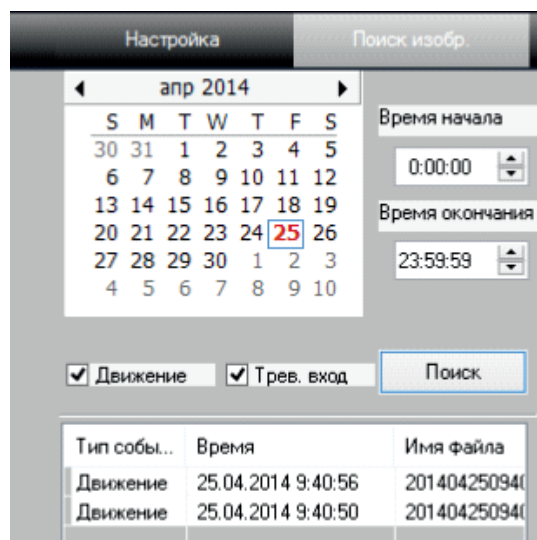 Настройка Поиск изобр.
апр 2014
S M T W T F S
30 31 1 2 3 4 5
6 7 8 9 10 11 12
13 14 15 16 17 18 19
20 21 22 23 24 25 26
27 28 29 30 1 2 3
4 5 6 7 8 9 10
Время начала
0:00:00
Время окончания
23:59:59
Движение Трев. вход Поиск
Тип собы... Время Имя файла
Движение 25.04.2014 9:40:56 201404250940
Движение 25.04.2014 9:40:50 201404250940